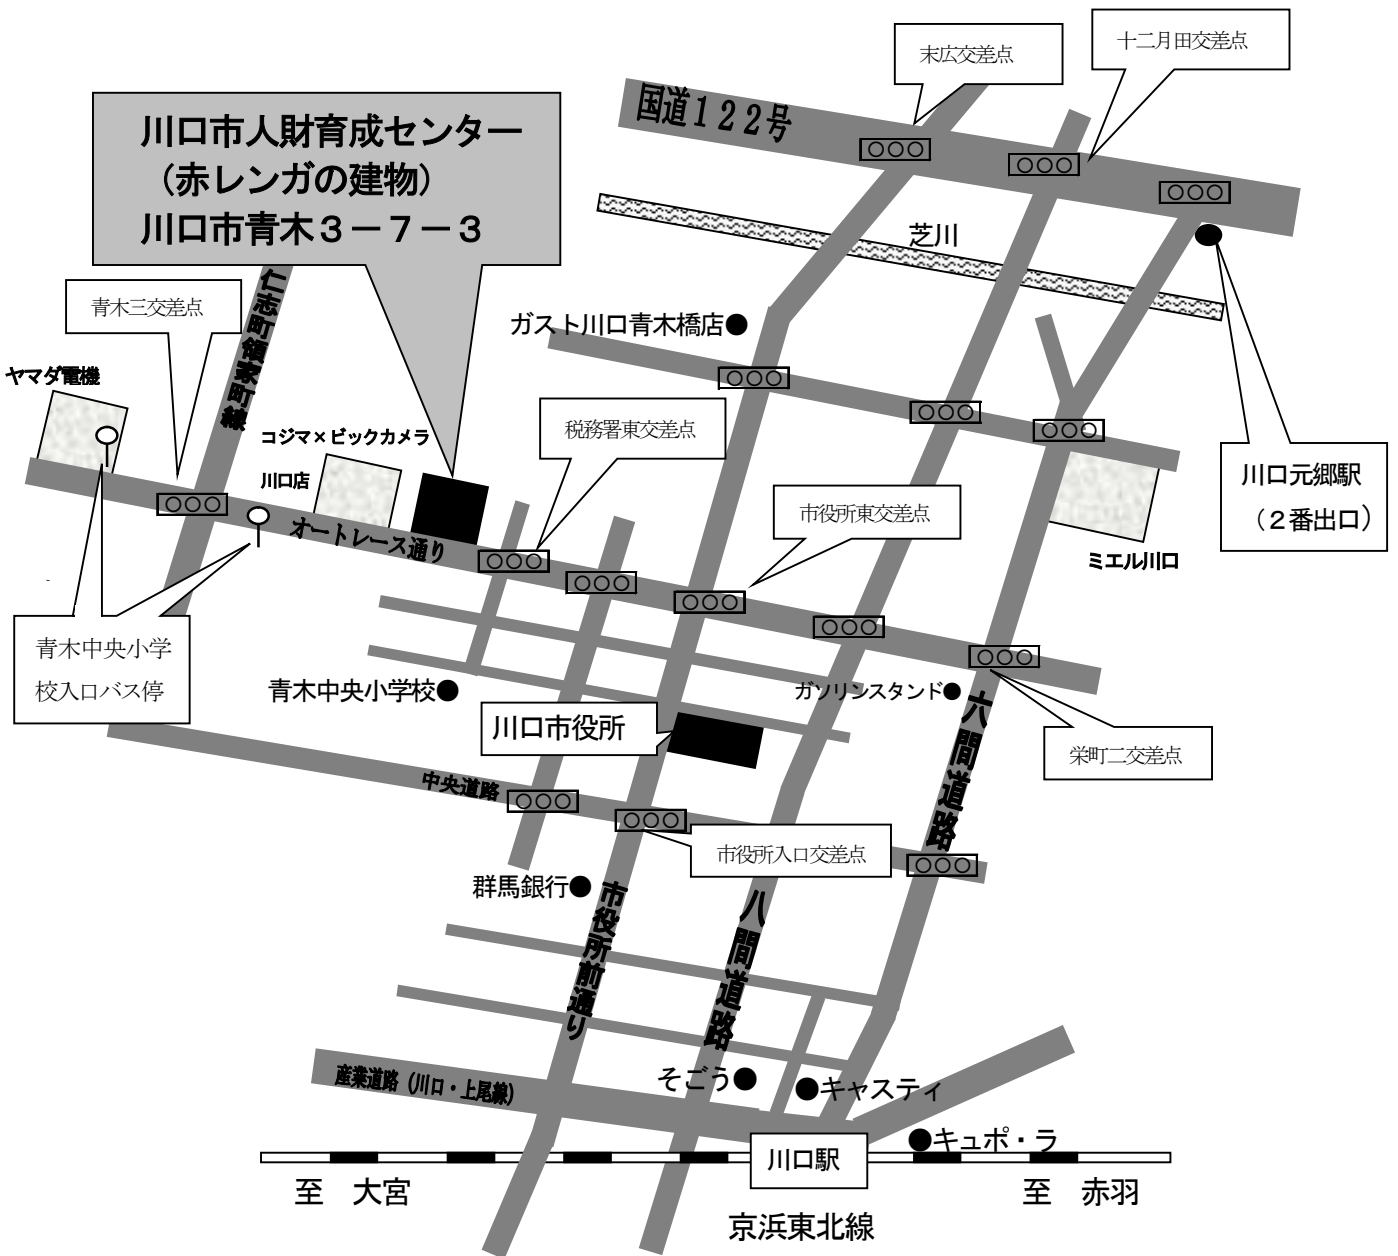 末広交差点
十二月田交差点
国道１２２号
川口市人財育成センター
（赤レンガの建物）
川口市青木３－７－３
芝川
仁志町領家町線
青木三交差点
ガスト川口青木橋店●
ヤマダ電機
コジマ×ビックカメラ
川口店
税務署東交差点
川口元郷駅
（２番出口）
市役所東交差点
オートレース通り
ミエル川口
青木中央小学
校入口バス停
青木中央小学校●
ガソリンスタンド●
六間道路
川口市役所
栄町二交差点
中央道路
市役所入口交差点
群馬銀行●
市役所前通り
八間道路
産業道路（川口・上尾線）
そごう●
●キャスティ
●キュポ・ラ
川口駅
至　大宮
至　赤羽
京浜東北線